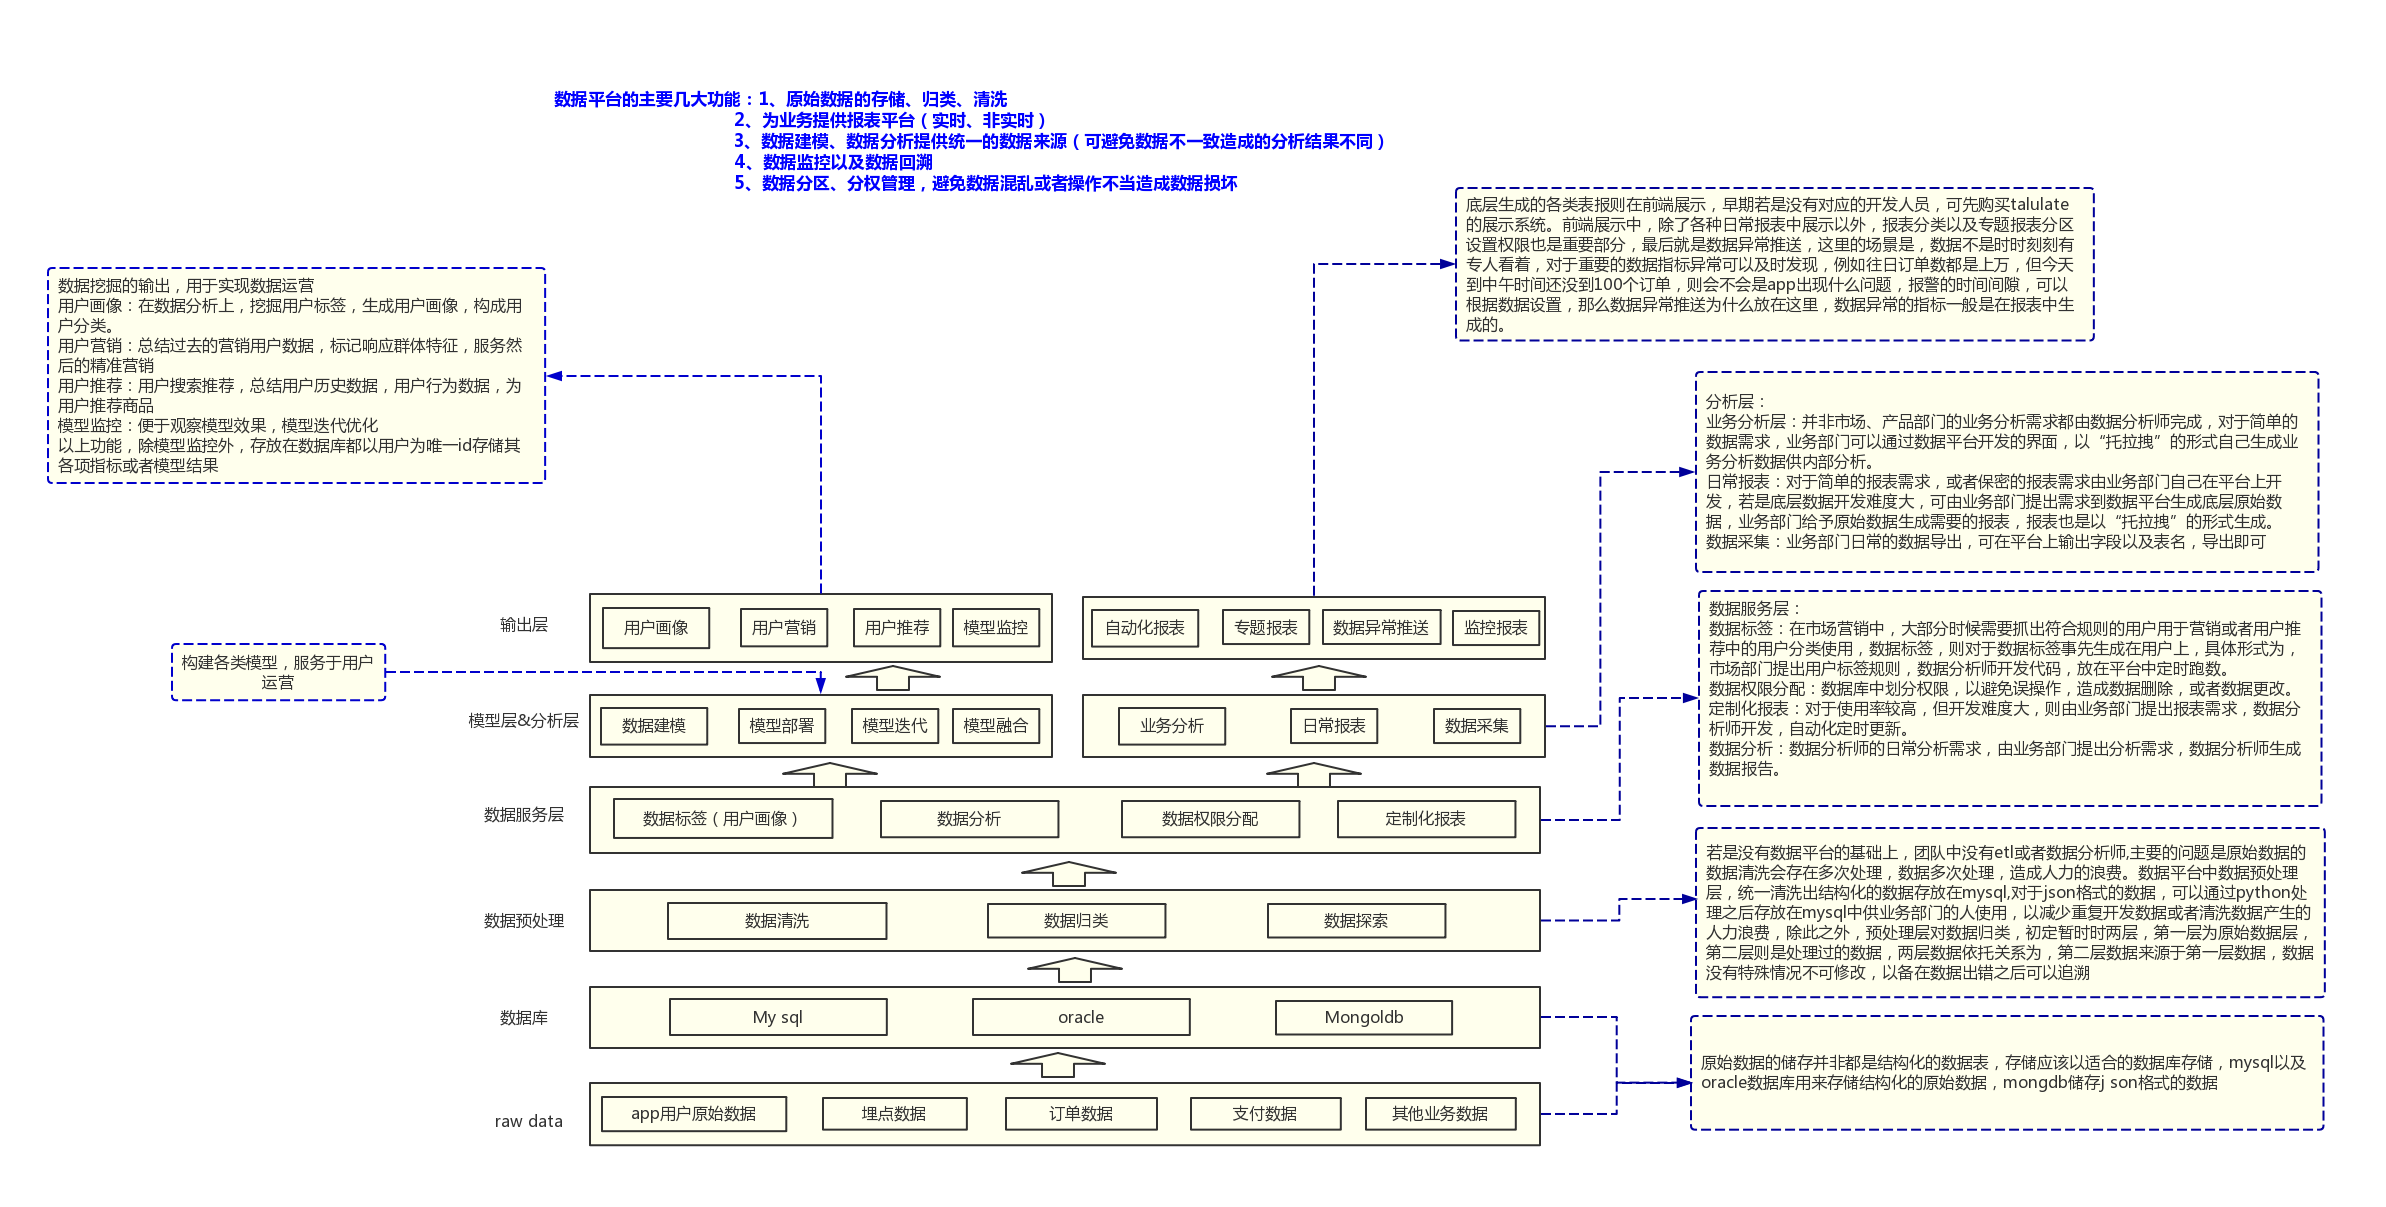 数据平台的主要几大功能：1、原始数据的存储、归类、清洗
2、为业务提供报表平台（实时、非实时）
3、数据建模、数据分析提供统一的数据来源（可避免数据不一致造成的分析结果不同）
4、数据监控以及数据回溯
5、数据分区、分权管理，避免数据混乱或者操作不当造成数据损坏
底层生成的各类表报则在前端展示，早期若是没有对应的开发人员，可先购买talulate
的展示系统。前端展示中，除了各种日常报表中展示以外，报表分类以及专题报表分区
设置权限也是重要部分，最后就是数据异常推送，这里的场景是，数据不是时时刻刻有
专人看着，对于重要的数据指标异常可以及时发现，例如往日订单数都是上万，但今天
到中午时间还没到100个订单，则会不会是app出现什么问题，报警的时间间隙，可以
根据数据设置，那么数据异常推送为什么放在这里，数据异常的指标一般是在报表中生
成的。
数据挖掘的输出，用于实现数据运营
用户画像：在数据分析上，挖掘用户标签，生成用户画像，构成用
户分类。
用户营销：总结过去的营销用户数据，标记响应群体特征，服务然
后的精准营销
用户推荐：用户搜索推荐，总结用户历史数据，用户行为数据，为
用户推荐商品
模型监控：便于观察模型效果，模型迭代优化
以上功能，除模型监控外，存放在数据库都以用户为唯一id存储其
各项指标或者模型结果
分析层：
业务分析层：并非市场、产品部门的业务分析需求都由数据分析师完成，对于简单的
数据需求，业务部门可以通过数据平台开发的界面，以“托拉拽”的形式自己生成业
务分析数据供内部分析。
日常报表：对于简单的报表需求，或者保密的报表需求由业务部门自己在平台上开
发，若是底层数据开发难度大，可由业务部门提出需求到数据平台生成底层原始数
据，业务部门给予原始数据生成需要的报表，报表也是以“托拉拽”的形式生成。
数据采集：业务部门日常的数据导出，可在平台上输出字段以及表名，导出即可
输出层
用户画像
用户营销
用户推荐
模型监控
自动化报表
专题报表
数据异常推送
监控报表
构建各类模型，服务于用户
运营
模型层&分析层
数据建模
模型部署
模型迭代
模型融合
业务分析
日常报表
数据采集
数据服务层：
数据标签：在市场营销中，大部分时候需要抓出符合规则的用户用于营销或者用户推
荐中的用户分类使用，数据标签，则对于数据标签事先生成在用户上，具体形式为，
市场部门提出用户标签规则，数据分析师开发代码，放在平台中定时跑数。
数据权限分配：数据库中划分权限，以避免误操作，造成数据删除，或者数据更改。
定制化报表：对于使用率较高，但开发难度大，则由业务部门提出报表需求，数据分
析师开发，自动化定时更新。
数据分析：数据分析师的日常分析需求，由业务部门提出分析需求，数据分析师生成
数据报告。
数据服务层
数据标签（用户画像）
数据分析
数据权限分配
定制化报表
若是没有数据平台的基础上，团队中没有etl或者数据分析师,主要的问题是原始数据的
数据清洗会存在多次处理，数据多次处理，造成人力的浪费。数据平台中数据预处理
层，统一清洗出结构化的数据存放在mysql,对于json格式的数据，可以通过python处
理之后存放在mysql中供业务部门的人使用，以减少重复开发数据或者清洗数据产生的
人力浪费，除此之外，预处理层对数据归类，初定暂时时两层，第一层为原始数据层，
第二层则是处理过的数据，两层数据依托关系为，第二层数据来源于第一层数据，数据
没有特殊情况不可修改，以备在数据出错之后可以追溯
数据预处理
数据清洗
数据归类
数据探索
数据库
My sql
oracle
Mongoldb
原始数据的储存并非都是结构化的数据表，存储应该以适合的数据库存储，mysql以及
oracle数据库用来存储结构化的原始数据，mongdb储存j son格式的数据
raw data
app用户原始数据
埋点数据
订单数据
支付数据
其他业务数据